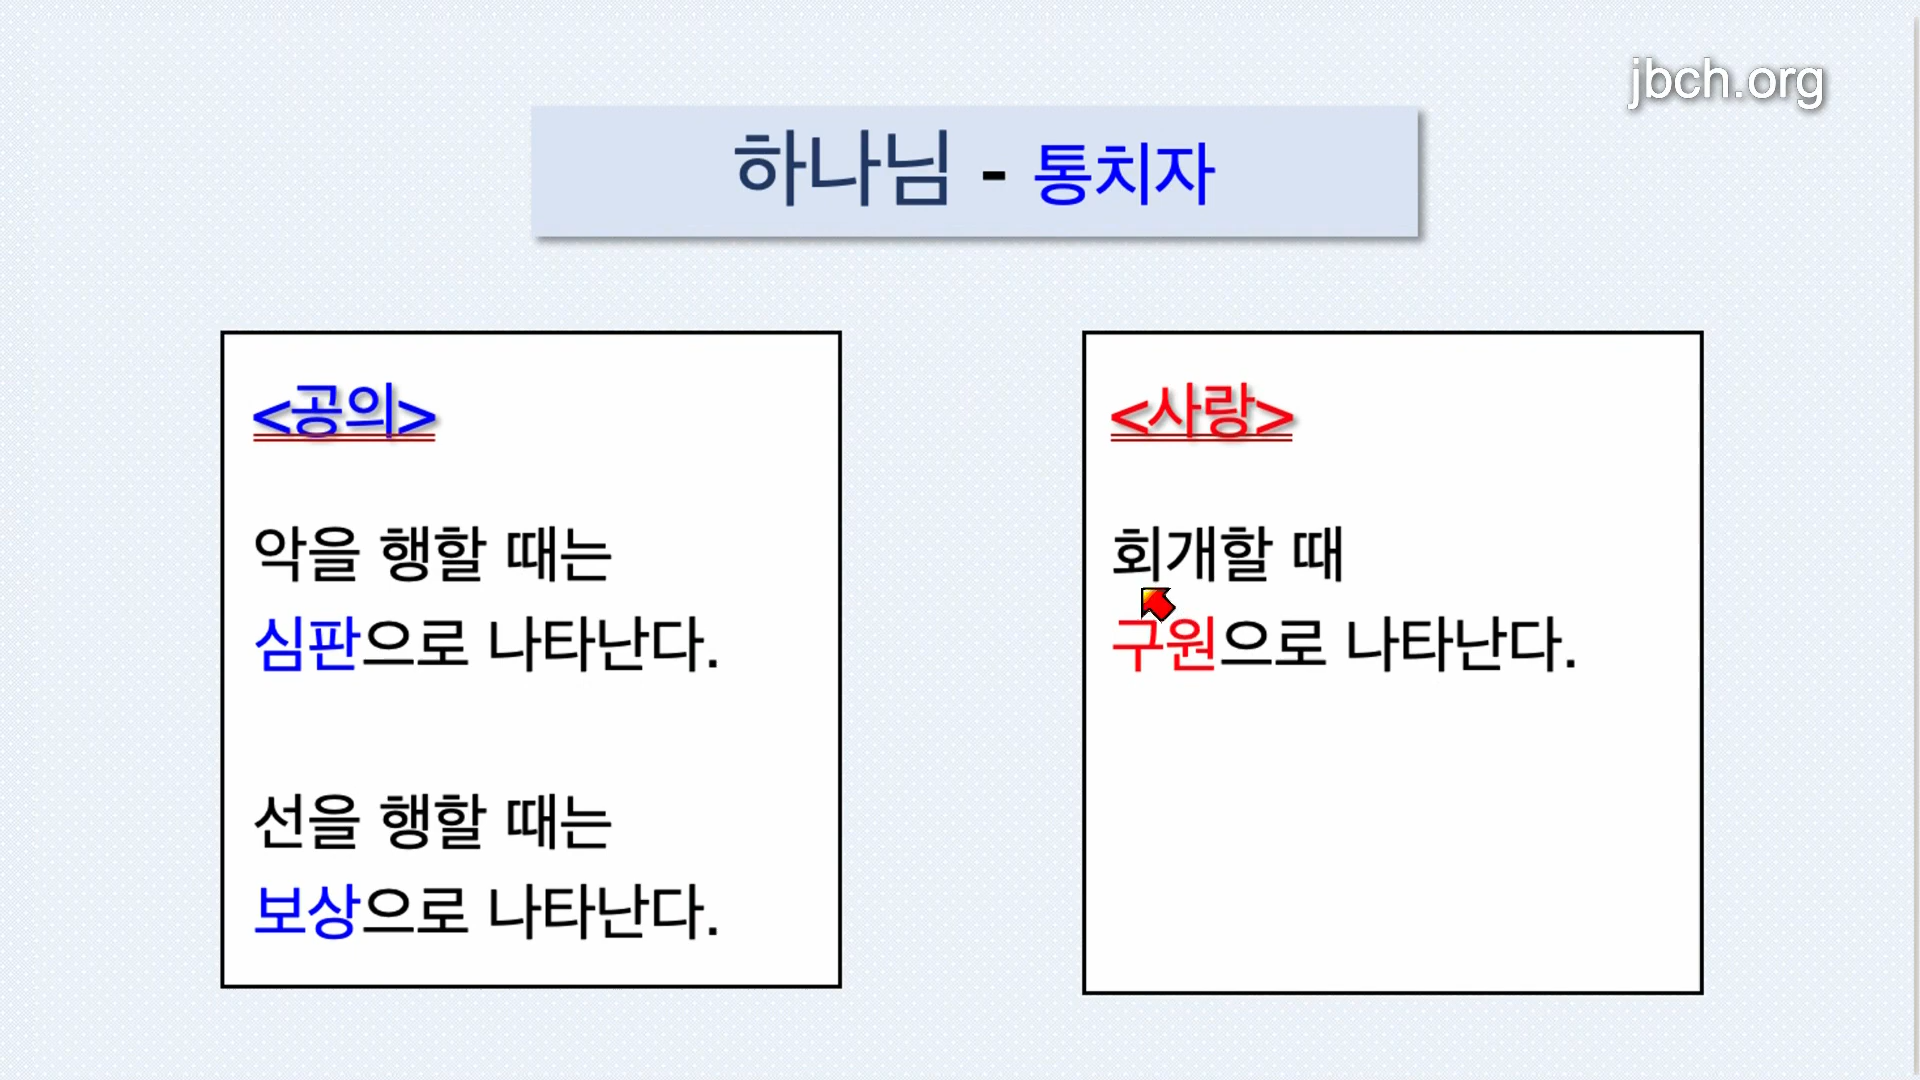 jbch.org
하나님 - 통치자
<공의>
악을 행할 때는
심판으로 나타난다.
선을 행할 때는
보상으로 나타난다.
<사랑>
회개할 때
구원으로 나타난다.